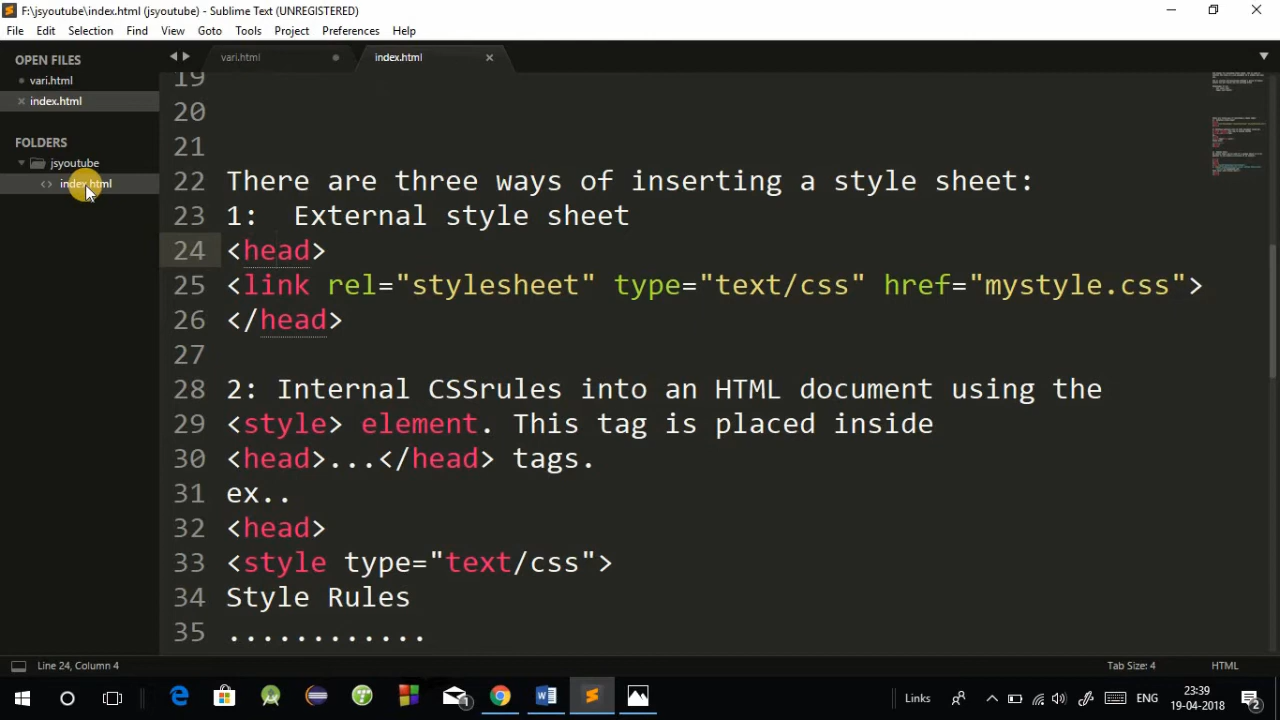 F:\jsyoutube\index.html (jsyoutube) - Sublime Text (UNREGISTERED)
File Edit Selection Find View Goto Tools Project Preferences Help
OPEN FILES
vari.html
index.html
FOLDERS
jsyoutube
index.html
vari.html index.html
19
20
21
22 There are three ways of inserting a style sheet:
23 1:  External style sheet
24 <head>
25 <link rel="stylesheet" type="text/css" href="mystyle.css">
26 </head>
27
28 2: Internal CSSrules into an HTML document using the
29 <style> element. This tag is placed inside
30 <head>...</head> tags.
31 ex..
32 <head>
33 <style type="text/css">
34 Style Rules
35 ............
Line 24, Column 4 Tab Size: 4 HTML
1 Links ENG 23:39 2
19-04-2018